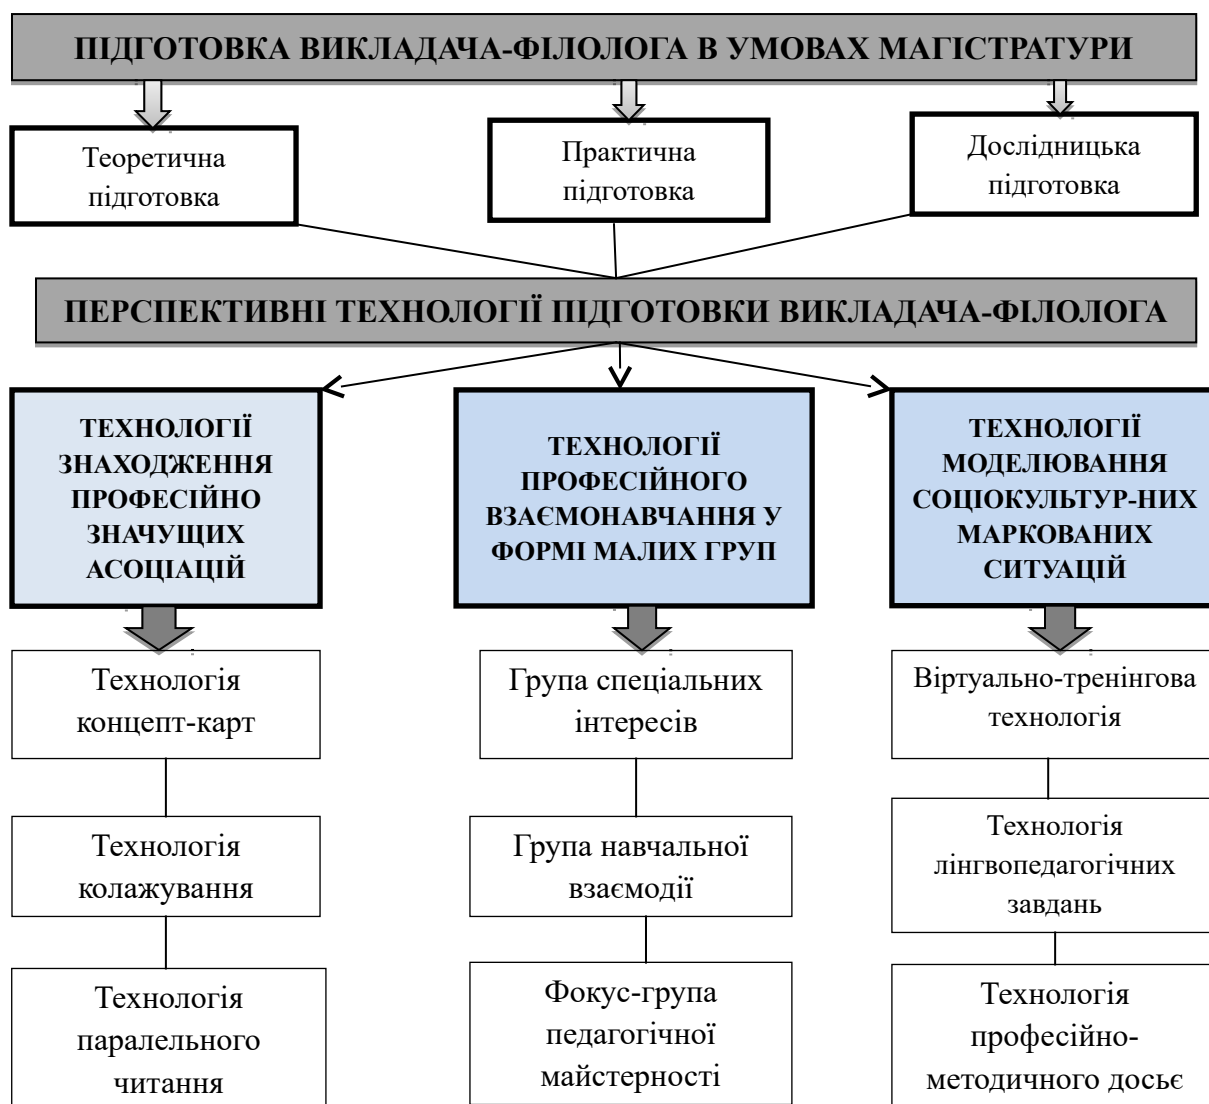 ПІДГОТОВКА ВИКЛАДАЧА-ФІЛОЛОГА В УМОВАХ МАГІСТРАТУРИ
Теоретична
підготовка
Практична
підготовка
Дослідницька
підготовка
ПЕРСПЕКТИВНІ ТЕХНОЛОГІЇ ПІДГОТОВКИ ВИКЛАДАЧА-ФІЛОЛОГА
ТЕХНОЛОГІЇ
ЗНАХОДЖЕННЯ
ПРОФЕСІЙНО
ЗНАЧУЩИХ
АСОЦІАЦІЙ
ТЕХНОЛОГІЇ
ПРОФЕСІЙНОГО
ВЗАЄМОНАВЧАННЯ У
ФОРМІ МАЛИХ ГРУП
ТЕХНОЛОГІЇ
МОДЕЛЮВАННЯ
СОЦІОКУЛЬТУР-НИХ
МАРКОВАНИХ
СИТУАЦІЙ
Технологія
концепт-карт
Група спеціальних
інтересів
Віртуально-тренінгова
технологія
Технологія
колажування
Група навчальної
взаємодії
Технологія
лінгвопедагогічних
завдань
Технологія
паралельного
читання
Фокус-група
педагогічної
майстерності
Технологія
професійно-
методичного досьє